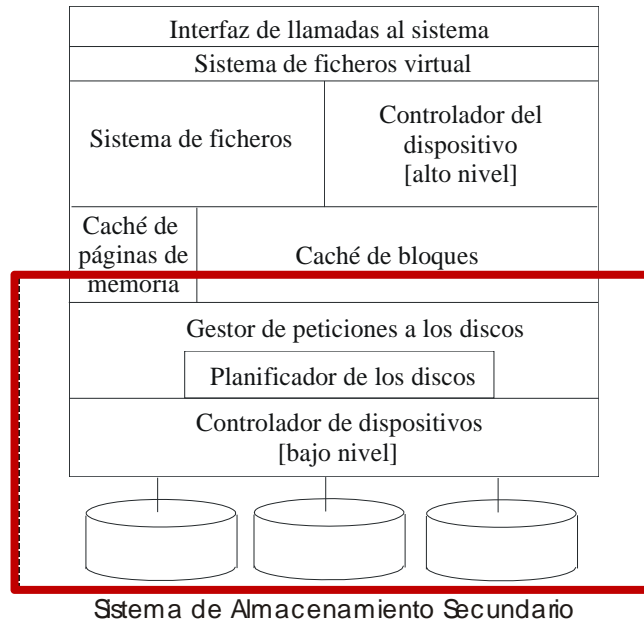 Interfaz de llamadas al sistema
Sistema de ficheros virtual
Sistema de ficheros
Controlador del
dispositivo
[alto nivel]
Caché de
páginas de
memoria
Caché de bloques
Gestor de peticiones a los discos
Planificador de los discos
Controlador de dispositivos
[bajo nivel]
Sistema de Almacenamiento Secundario